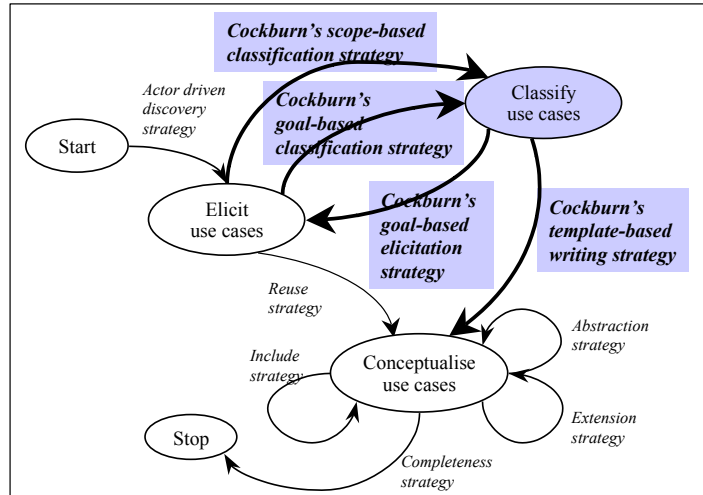 Cockburn's scope-based
classification strategy
Actor driven
discovery
strategy
Cockburn's
goal-based
classification strategy
Classify
use cases
Start
Elicit
use cases
Cockburn's
goal-based
elicitation
strategy
Cockburn's
template-based
writing strategy
Reuse
strategy
Abstraction
strategy
Include
strategy
Conceptualise
use cases
Extension
strategy
Stop
Completeness
strategy